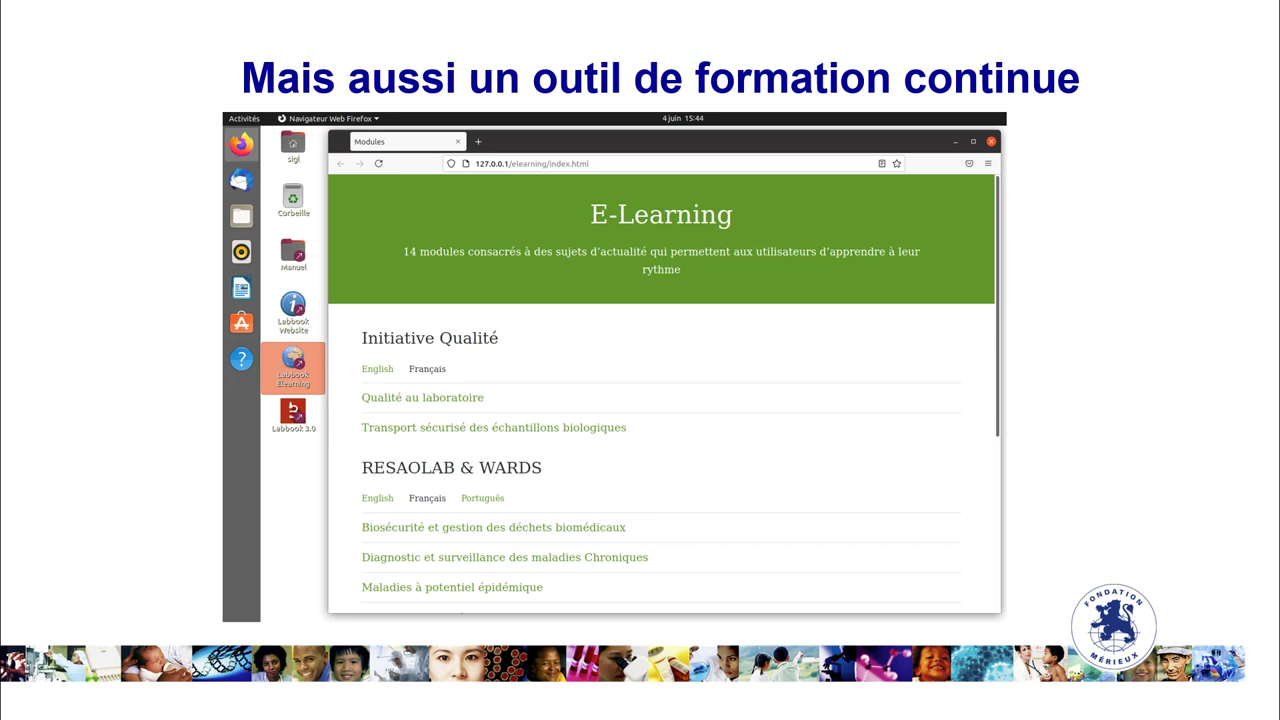 Mais aussi un outil de formation continue
Activités
Navigateur Web Firefox
4 juin 15:44
sigl
Corbeille
Manuel
Labbook
Website
Labbook
Elearning
Labbook 3.0
Modules
127.0.0.1/elearning/index.html
E-Learning
14 modules consacrés à des sujets d’actualité qui permettent aux utilisateurs d’apprendre à leur
rythme
Initiative Qualité
English Français
Qualité au laboratoire
Transport sécurisé des échantillons biologiques
RESAOLAB & WARDS
English Français Português
Biosécurité et gestion des déchets biomédicaux
Diagnostic et surveillance des maladies Chroniques
Maladies à potentiel épidémique
FONDATION
MÉRIEUX